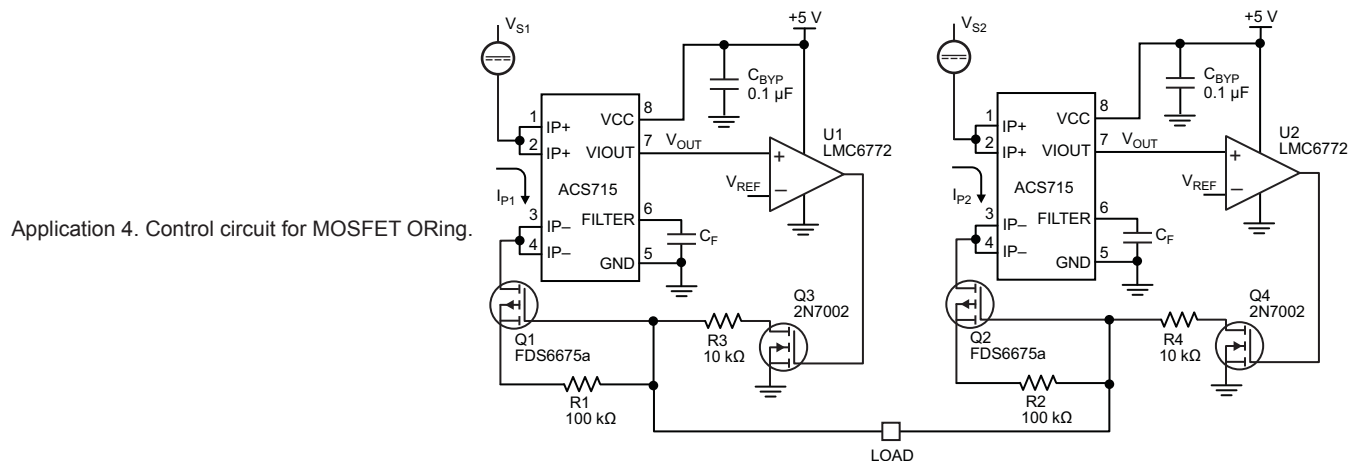 Application 4. Control circuit for MOSFET ORing.
VS1
+5 V
CBYP
0.1 µF
1
IP+
2
IP+
VCC
8
VIOUT
7
VOUT
U1
LMC6772
+
VREF
–
IP1
ACS715
3
IP–
4
IP–
FILTER
6
GND
5
CF
Q1
FDS6675a
R3
10 kΩ
Q3
2N7002
R1
100 kΩ
VS2
+5 V
CBYP
0.1 µF
1
IP+
2
IP+
VCC
8
VIOUT
7
VOUT
U2
LMC6772
+
VREF
–
IP2
ACS715
3
IP–
4
IP–
FILTER
6
GND
5
CF
Q2
FDS6675a
R4
10 kΩ
Q4
2N7002
R2
100 kΩ
LOAD